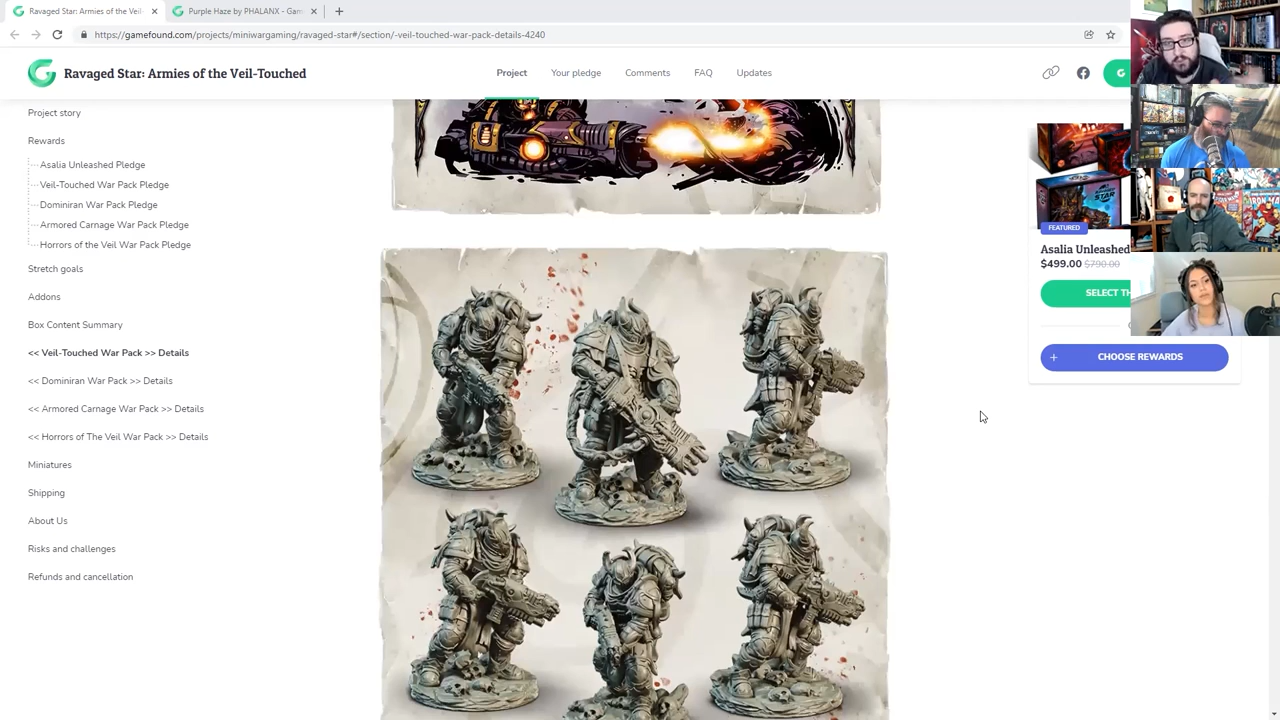 Ravaged Star: Armies of the Veil-
Purple Haze by PHALANX - Gam
https://gamefound.com/projects/miniwargaming/ravaged-star#/section/-veil-touched-war-pack-details-4240
Ravaged Star: Armies of the Veil-Touched
Project
Your pledge
Comments
FAQ
Updates
Project story
Rewards
Asalia Unleashed Pledge
Veil-Touched War Pack Pledge
Dominiran War Pack Pledge
Armored Carnage War Pack Pledge
Horrors of the Veil War Pack Pledge
Stretch goals
Addons
Box Content Summary
<< Veil-Touched War Pack >> Details
<< Dominiran War Pack >> Details
<< Armored Carnage War Pack >> Details
<< Horrors of The Veil War Pack >> Details
Miniatures
Shipping
About Us
Risks and challenges
Refunds and cancellation
STAR
FEATURED
Asalia Unleashed
$499.00 $790.00
SELECT TH
CHOOSE REWARDS